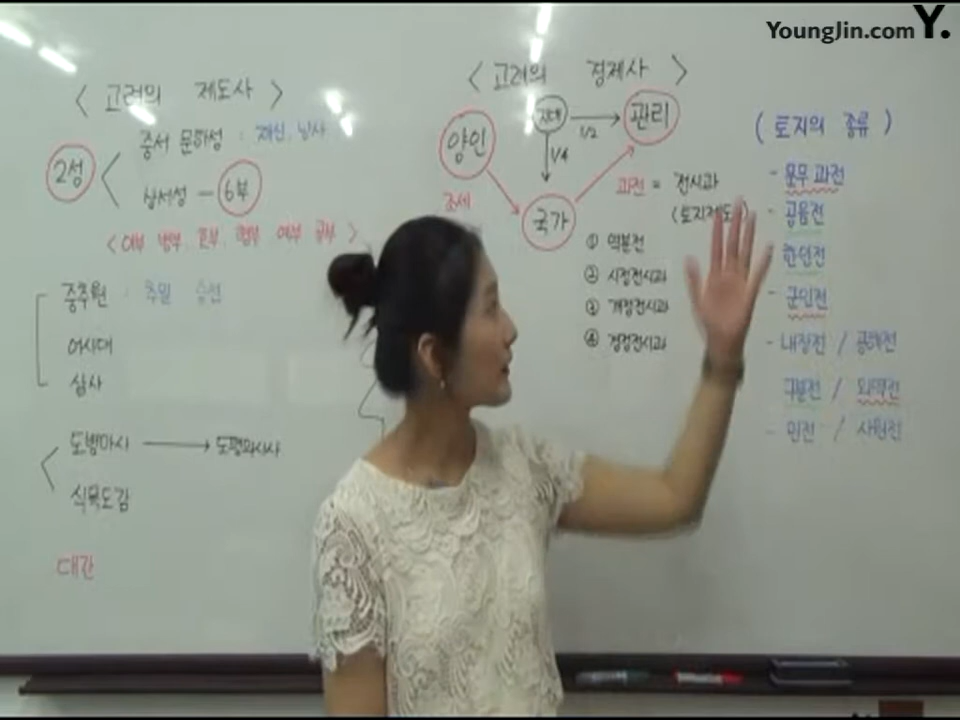 YoungJin.com Y.
< 고려의 제도사 >
2성
중서 문하성 : 재신, 낭사
상서성 — 6부
< 이부 병부, 호부, 형부 예부 공부 >
중추원 : 추밀 승선
어사대
삼사
도병마사 → 도평의사사
식목도감
대간
< 고려의 경제사 >
양인
관리
1/2
1/4
조세
국가
과전 = 전시과
(토지제도)
① 역분전
② 시정전시과
③ 개정전시과
④ 경정전시과
( 토지의 종류 )
- 문무 과전
- 공음전
한인전
- 군인전
- 내장전 / 공해전
구분전 / 외역전
- 민전 / 사원전